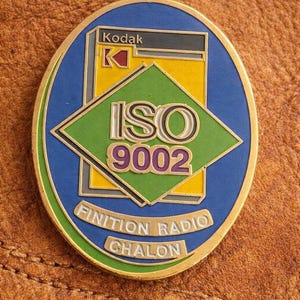 Kodak
ISO
9002
FINITION RADIO
CHALON